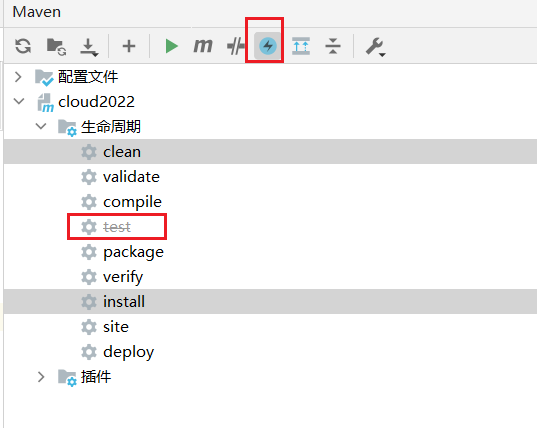 Maven
m
配置文件
m
cloud2022
生命周期
clean
validate
compile
test
package
verify
install
site
deploy
插件